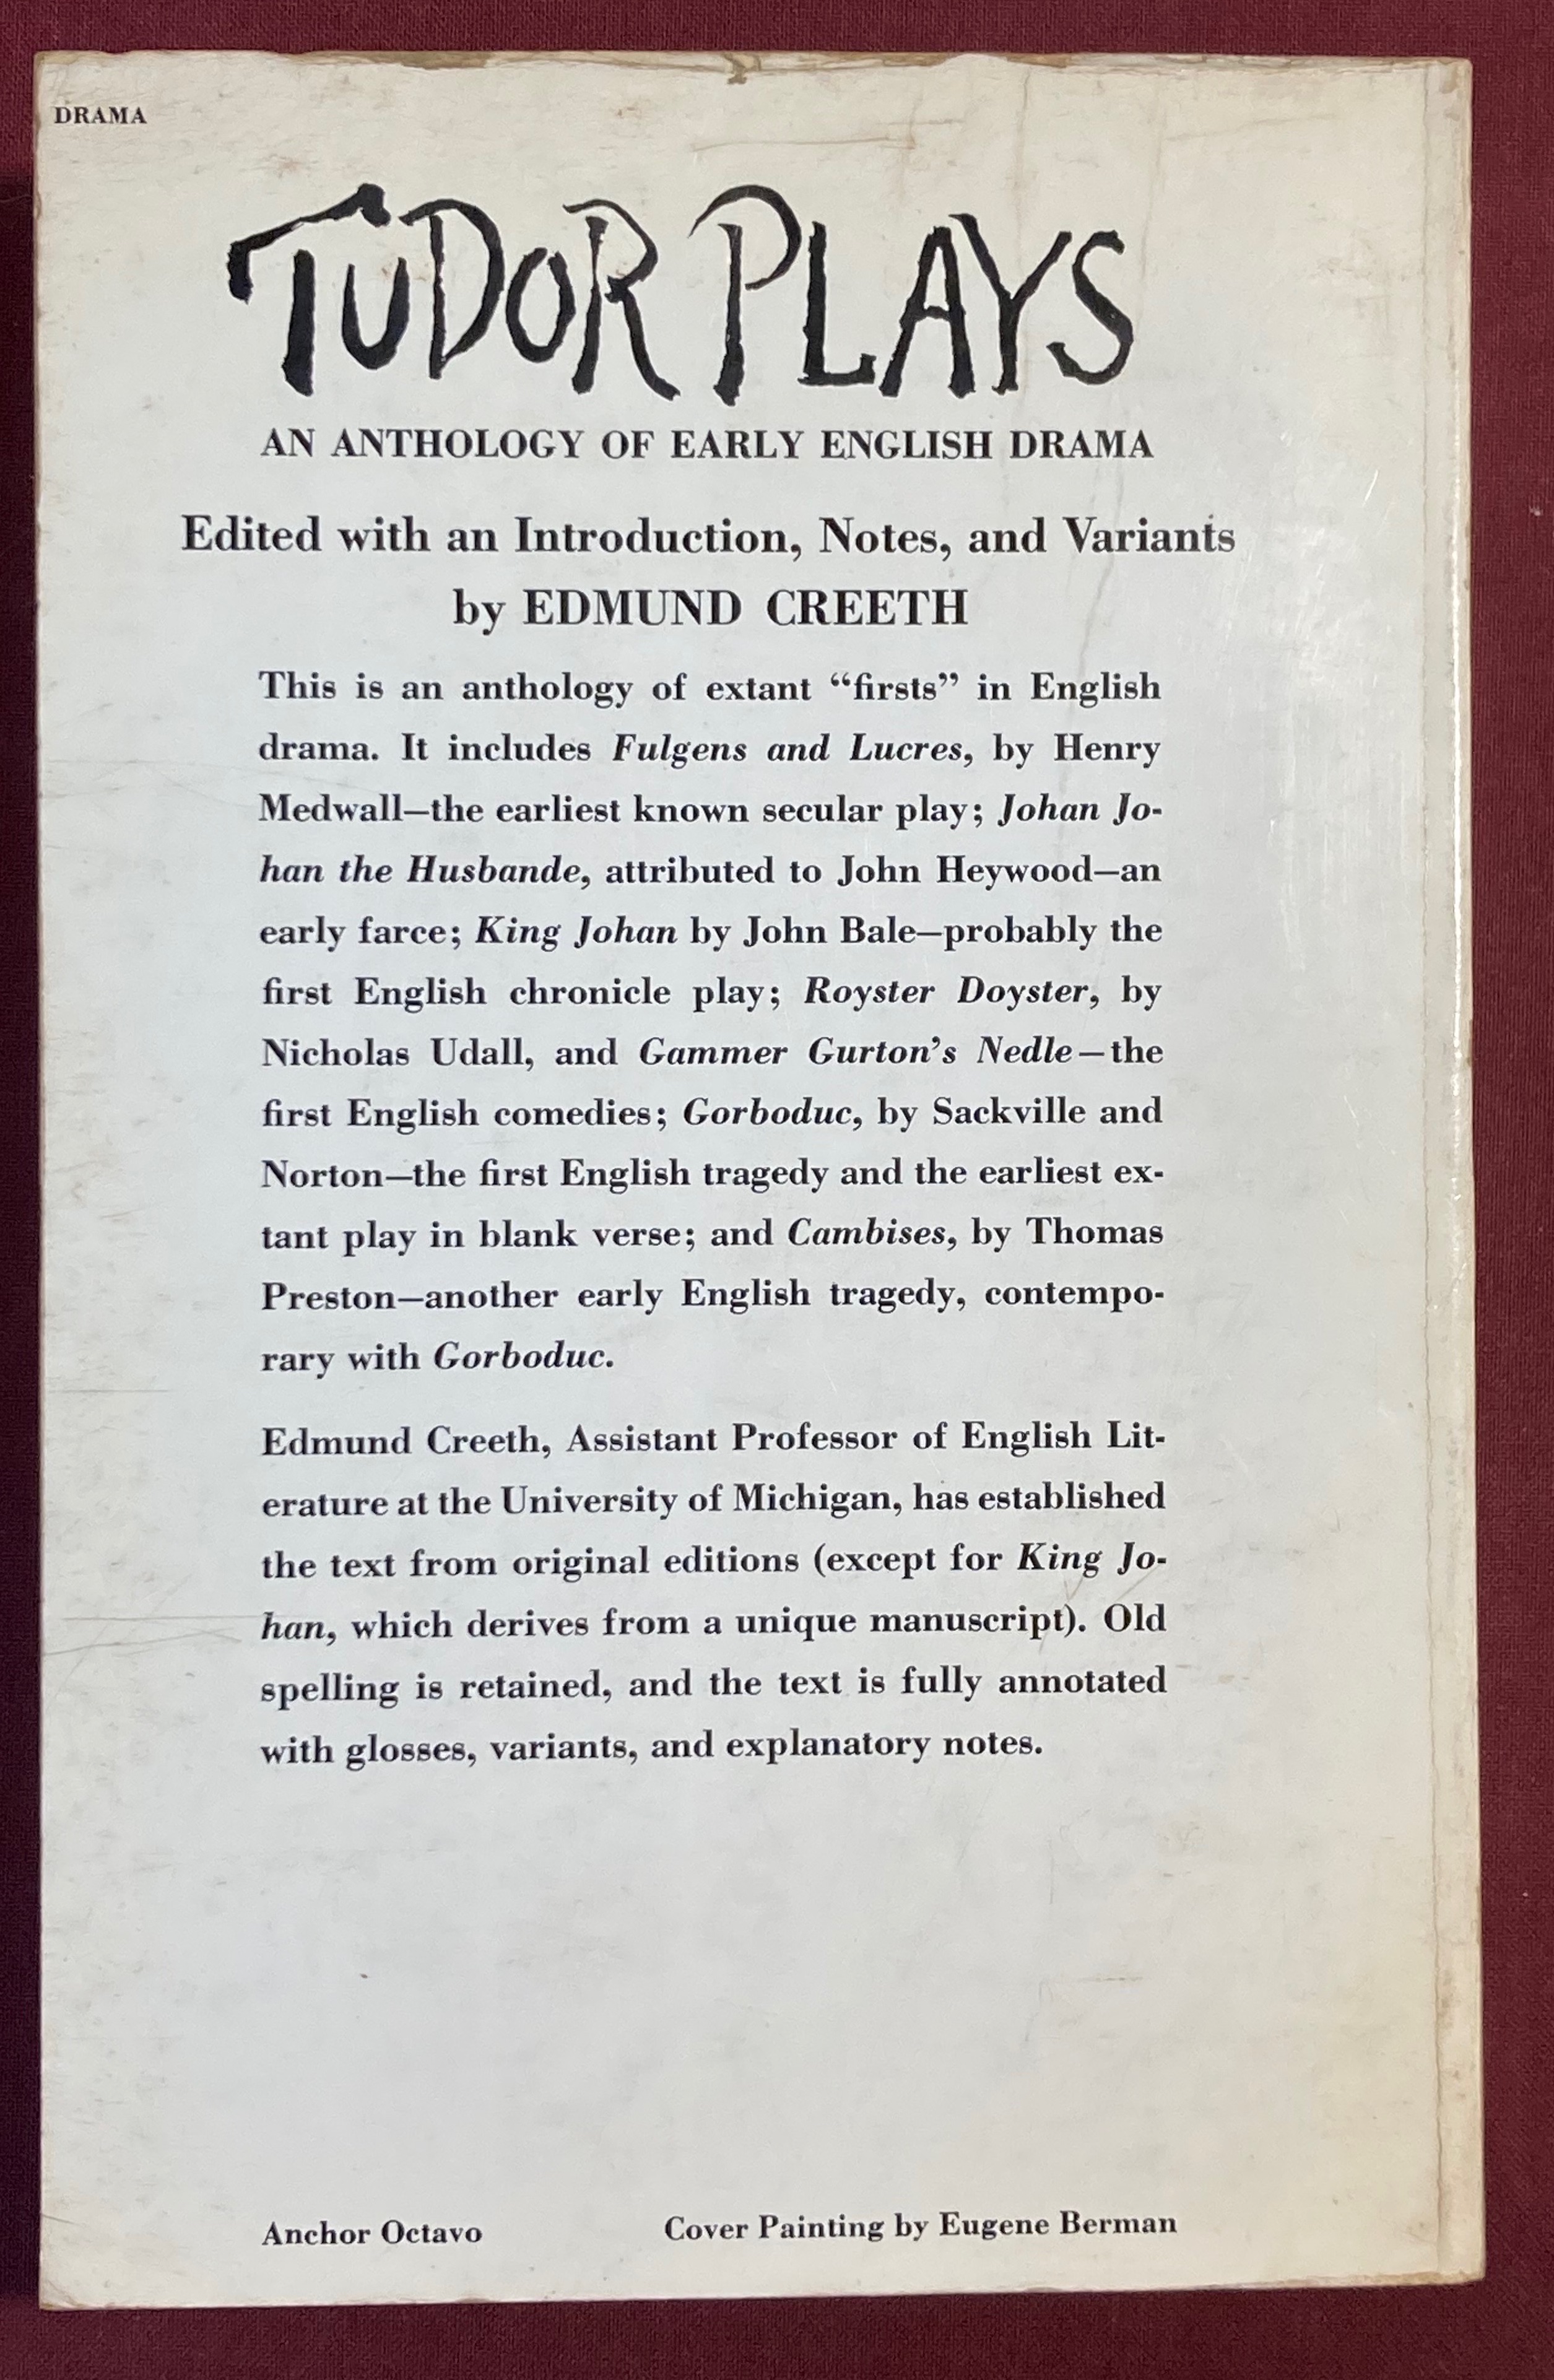 DRAMA
TUDOR PLAYS
AN ANTHOLOGY OF EARLY ENGLISH DRAMA
Edited with an Introduction, Notes, and Variants
by EDMUND CREETH
This is an anthology of extant “firsts” in English
drama. It includes Fulgens and Lucres, by Henry
Medwall—the earliest known secular play; Johan Jo-
han the Husbande, attributed to John Heywood—an
early farce; King Johan by John Bale—probably the
first English chronicle play; Royster Doyster, by
Nicholas Udall, and Gammer Gurton’s Nedle—the
first English comedies; Gorboduc, by Sackville and
Norton—the first English tragedy and the earliest ex-
tant play in blank verse; and Cambises, by Thomas
Preston—another early English tragedy, contempo-
rary with Gorboduc.
Edmund Creeth, Assistant Professor of English Lit-
erature at the University of Michigan, has established
the text from original editions (except for King Jo-
han, which derives from a unique manuscript). Old
spelling is retained, and the text is fully annotated
with glosses, variants, and explanatory notes.
Anchor Octavo
Cover Painting by Eugene Berman